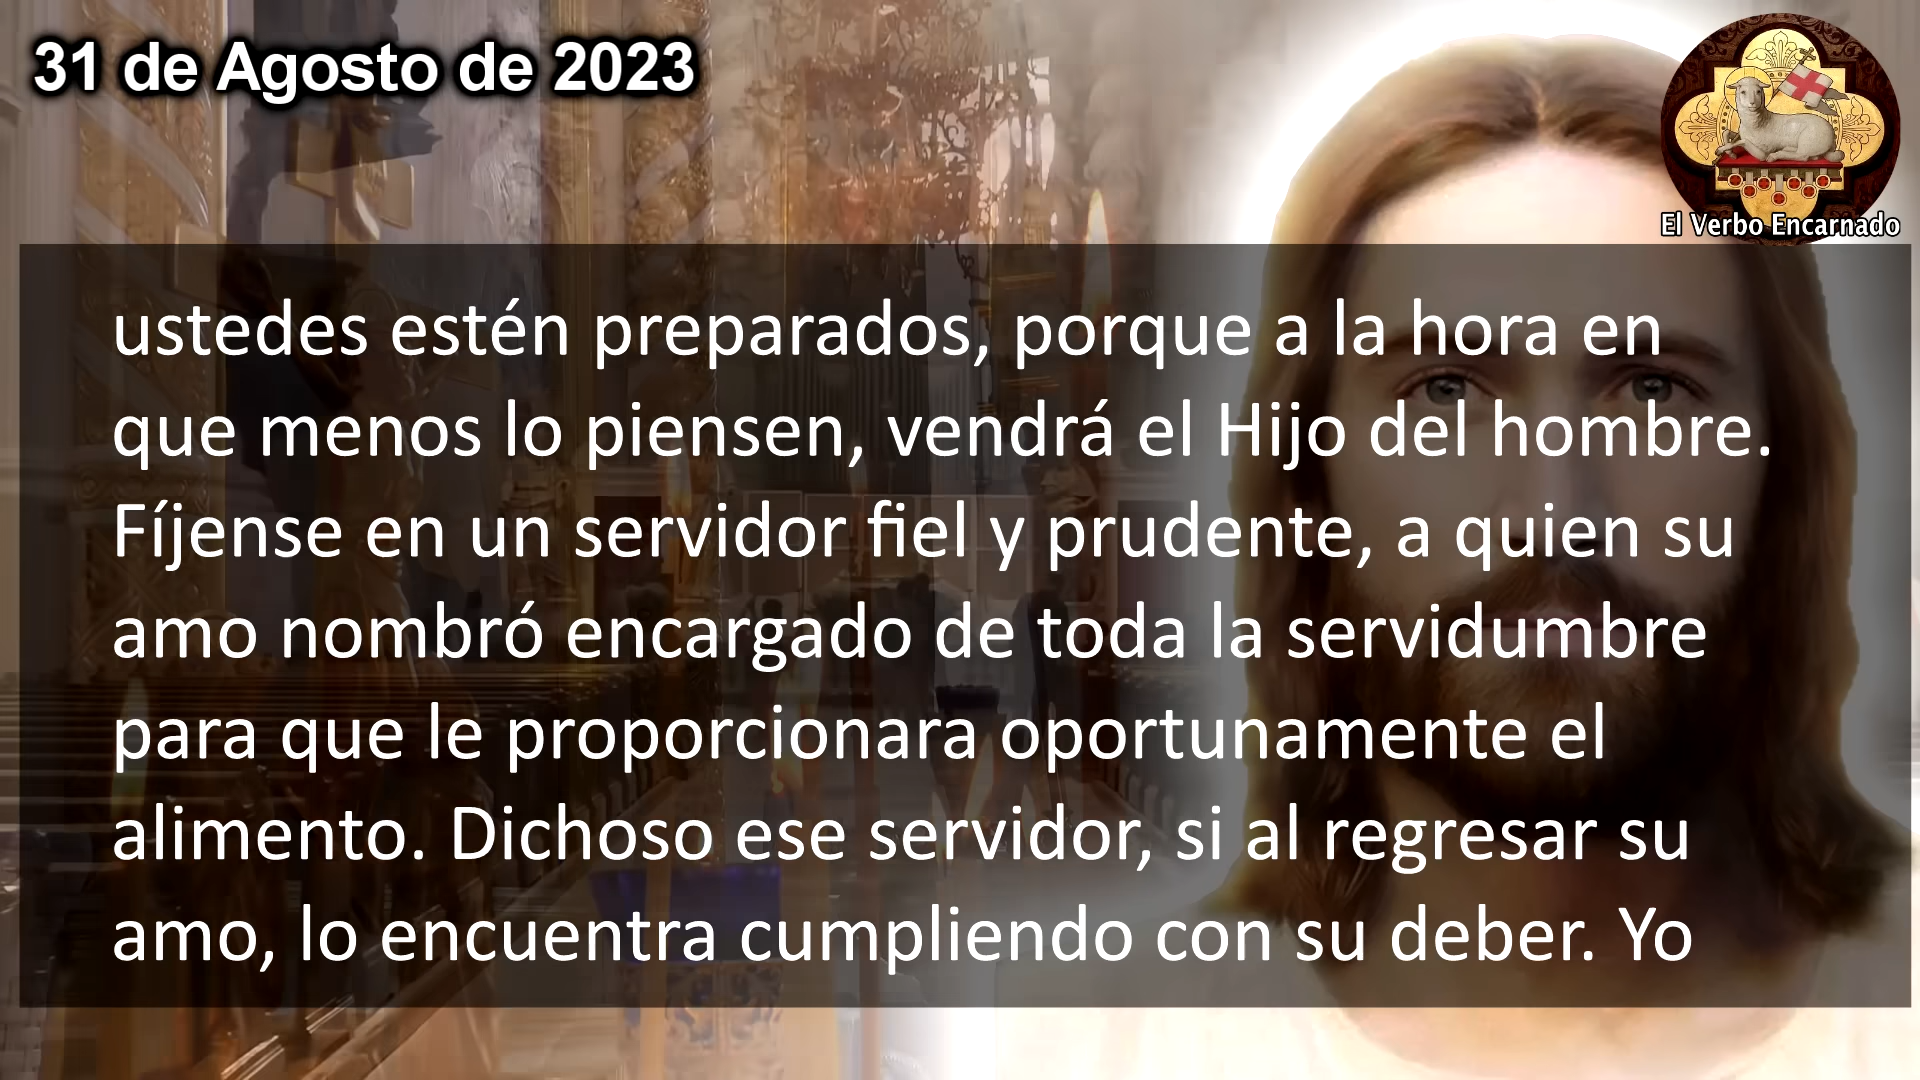 31 de Agosto de 2023
El Verbo Encarnado
ustedes estén preparados, porque a la hora en
que menos lo piensen, vendrá el Hijo del hombre.
Fíjense en un servidor fiel y prudente, a quien su
amo nombró encargado de toda la servidumbre
para que le proporcionara oportunamente el
alimento. Dichoso ese servidor, si al regresar su
amo, lo encuentra cumpliendo con su deber. Yo